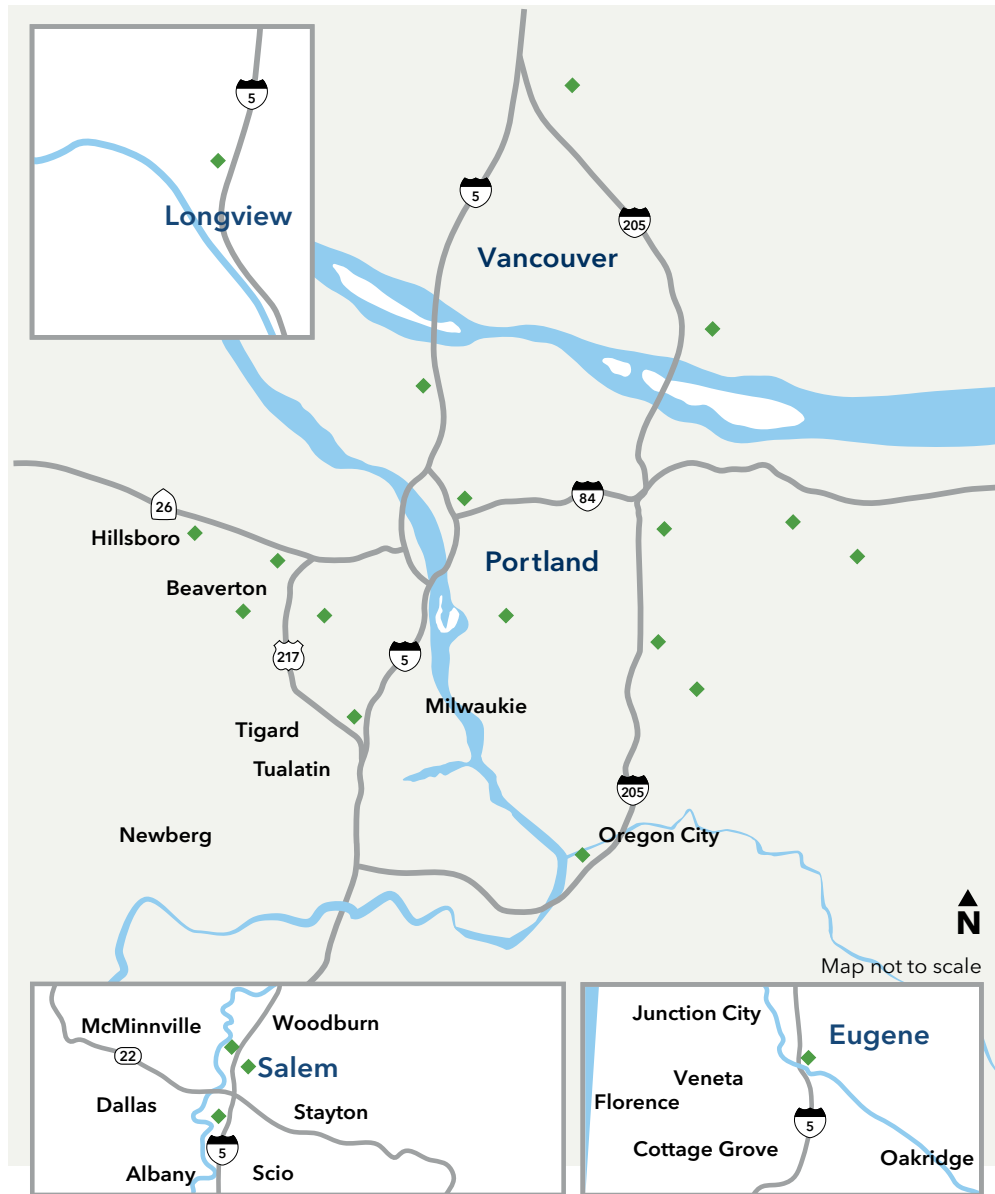 5
Longview
5
205
Vancouver
26
84
Hillsboro
Portland
Beaverton
217
5
Milwaukie
Tigard
Tualatin
205
Newberg
Oregon City
N
Map not to scale
McMinnville
Woodburn
22
Salem
Dallas
Stayton
5
Albany
Scio
Junction City
Eugene
Veneta
Florence
5
Cottage Grove
Oakridge